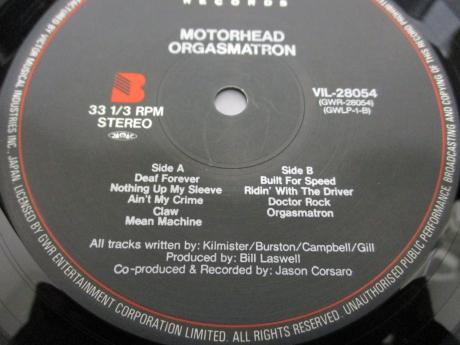 RECORDS
MOTORHEAD
ORGASMATRON
B
33 1/3 RPM
STEREO
VIL-28054
(GWR-28054)
(GWLP-1-B)
Side A
Deaf Forever
Nothing Up My Sleeve
Ain't My Crime
Claw
Mean Machine
Side B
Built For Speed
Ridin' With The Driver
Doctor Rock
Orgasmatron
All tracks written by: Kilmister/Burston/Campbell/Gill
Produced by: Bill Laswell
Co-produced & Recorded by: Jason Corsaro
BY VICTOR MUSICAL INDUSTRIES INC., JAPAN.
GWR ENTERTAINMENT CORPORATION LIMITED. ALL RIGHTS RESERVED. UNAUTHORISED PUBLIC PERFORMANCE, BROADCASTING AND COPYING OF THIS RECORD